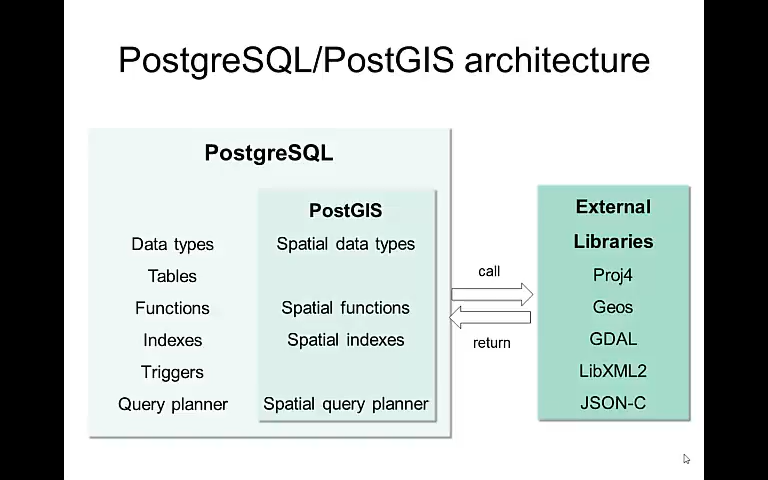 PostgreSQL/PostGIS architecture
PostgreSQL
Data types
Tables
Functions
Indexes
Triggers
Query planner
PostGIS
Spatial data types
Spatial functions
Spatial indexes
Spatial query planner
call
return
External
Libraries
Proj4
Geos
GDAL
LibXML2
JSON-C